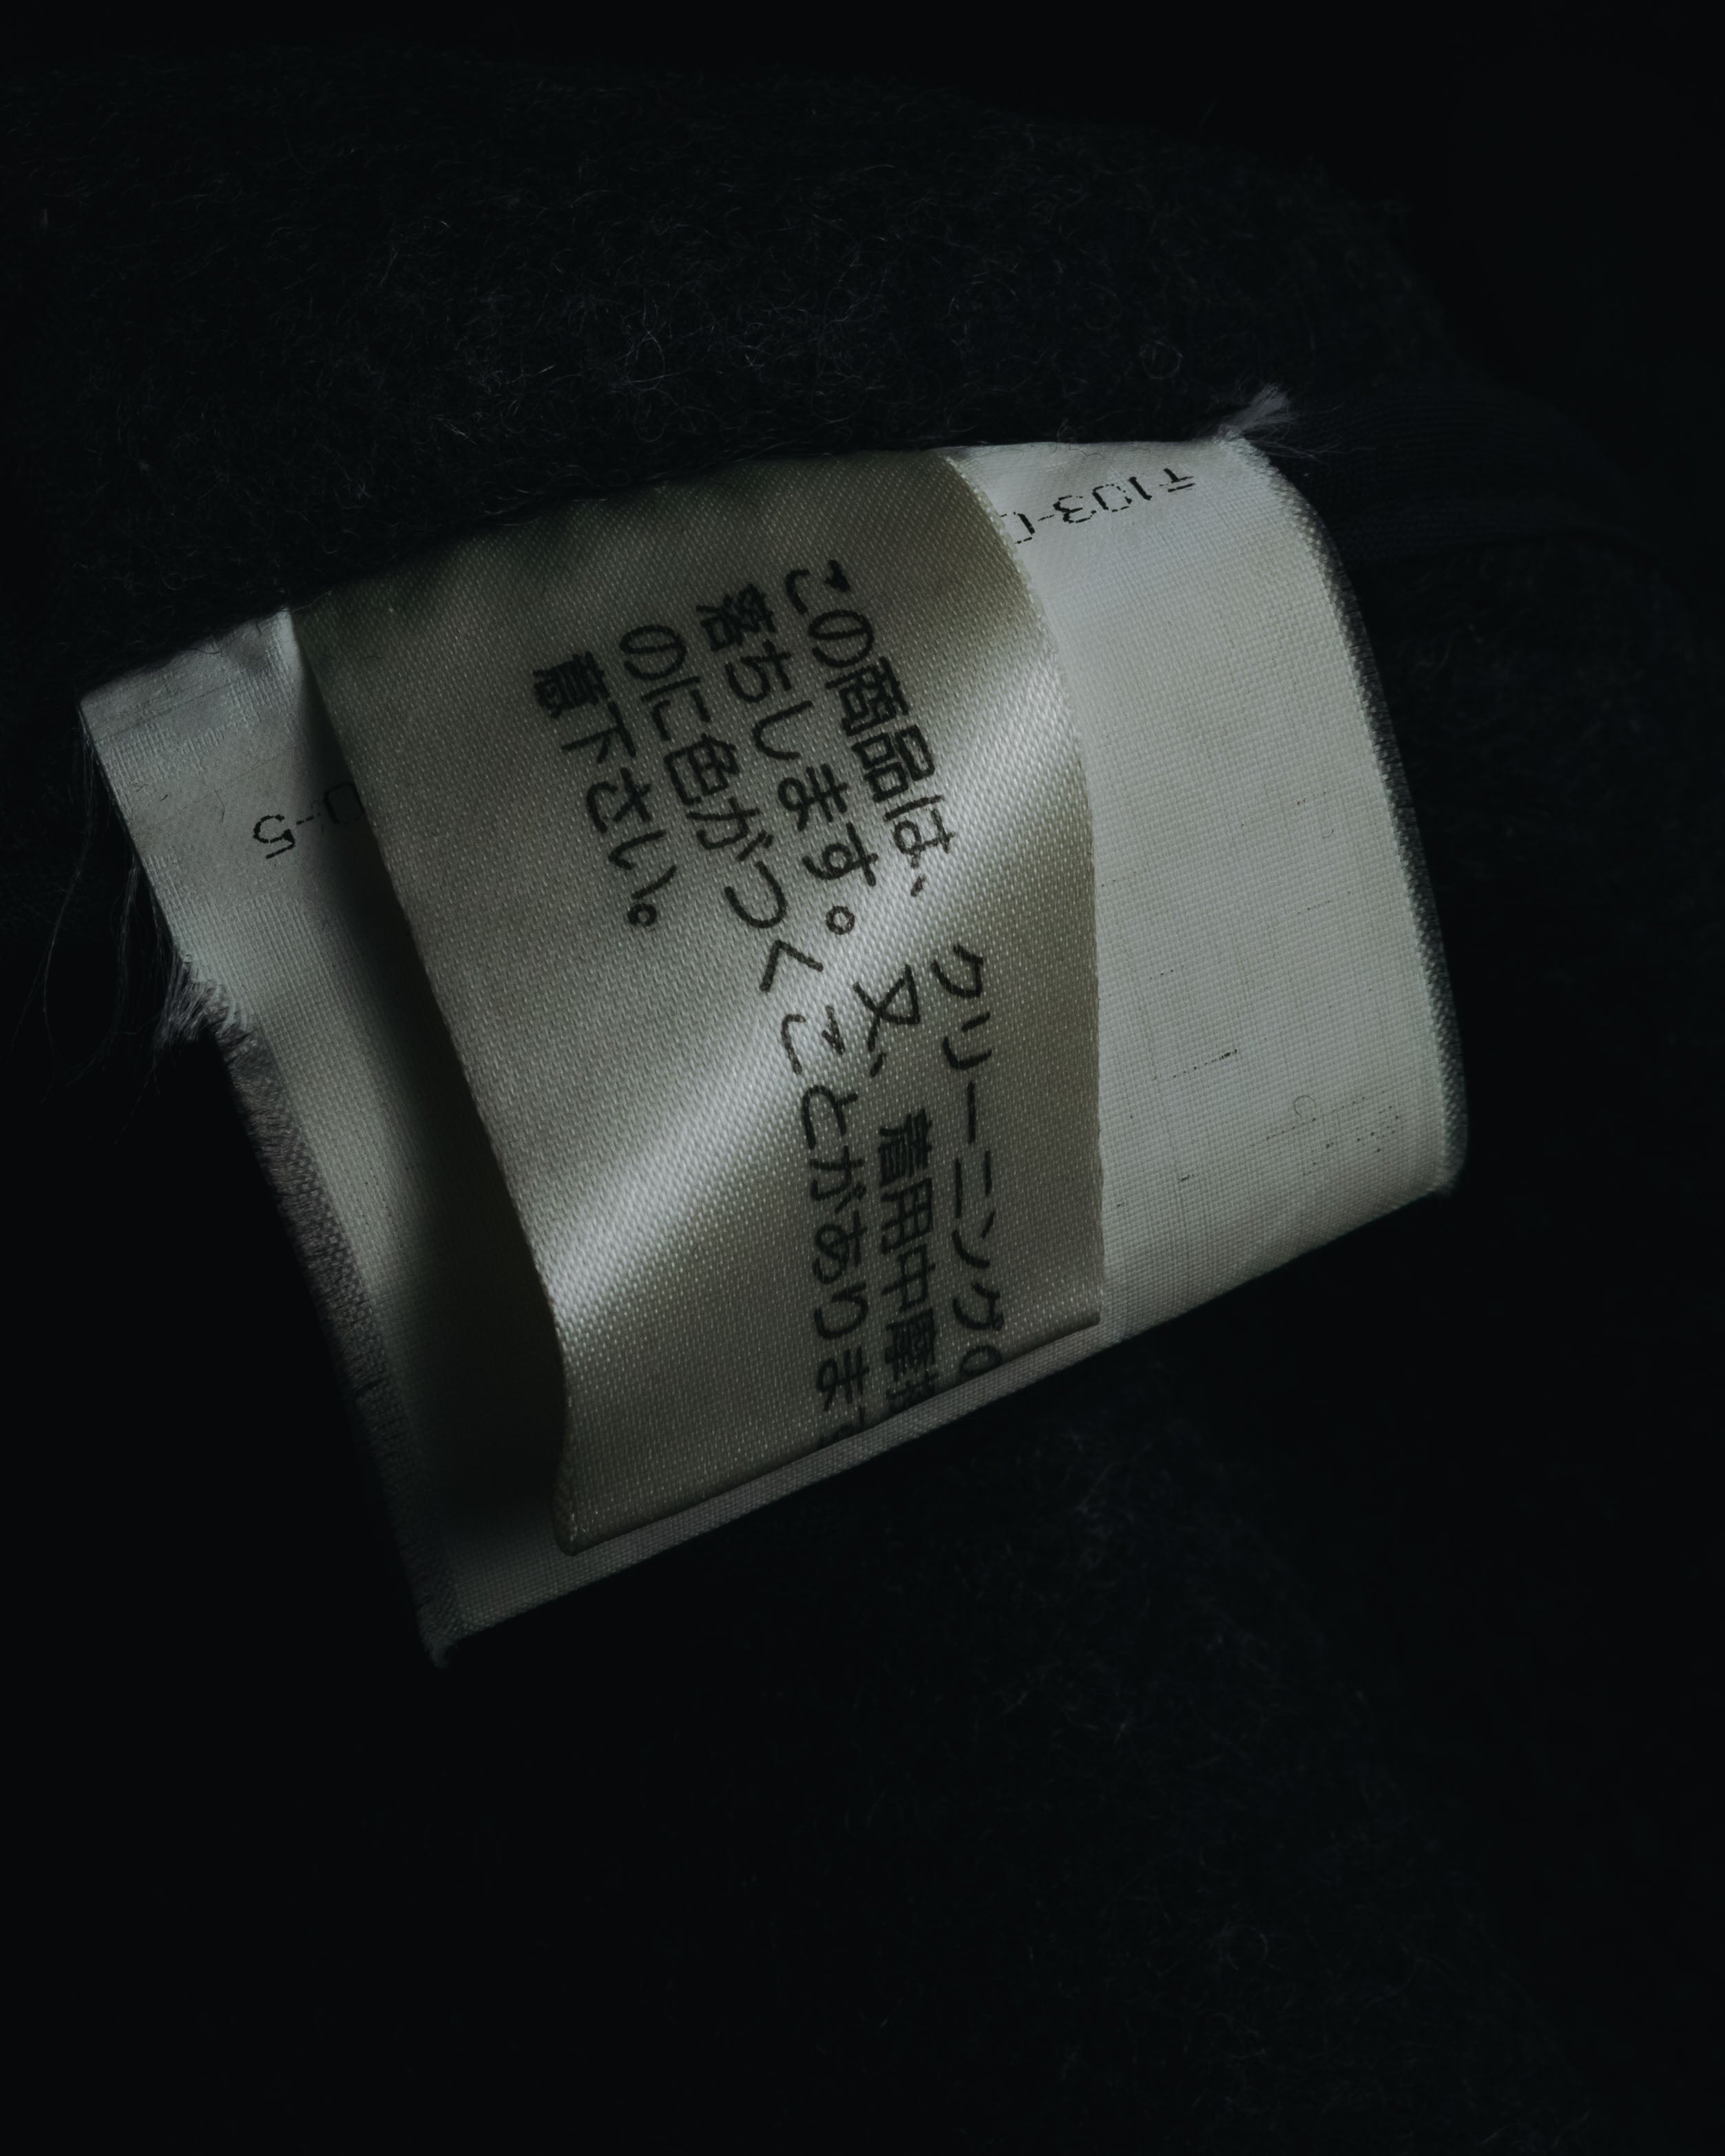 この商品は、クリーニングの
落ちします。又、着用中摩
のに色がつくことがありま
意下さい。
T103-0
0-5